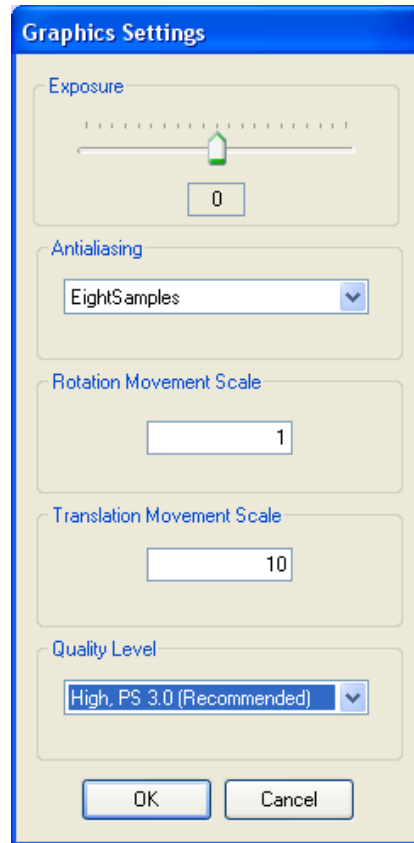 Graphics Settings
Exposure
0
Antialiasing
EightSamples
Rotation Movement Scale
1
Translation Movement Scale
10
Quality Level
High, PS 3.0 (Recommended)
OK
Cancel